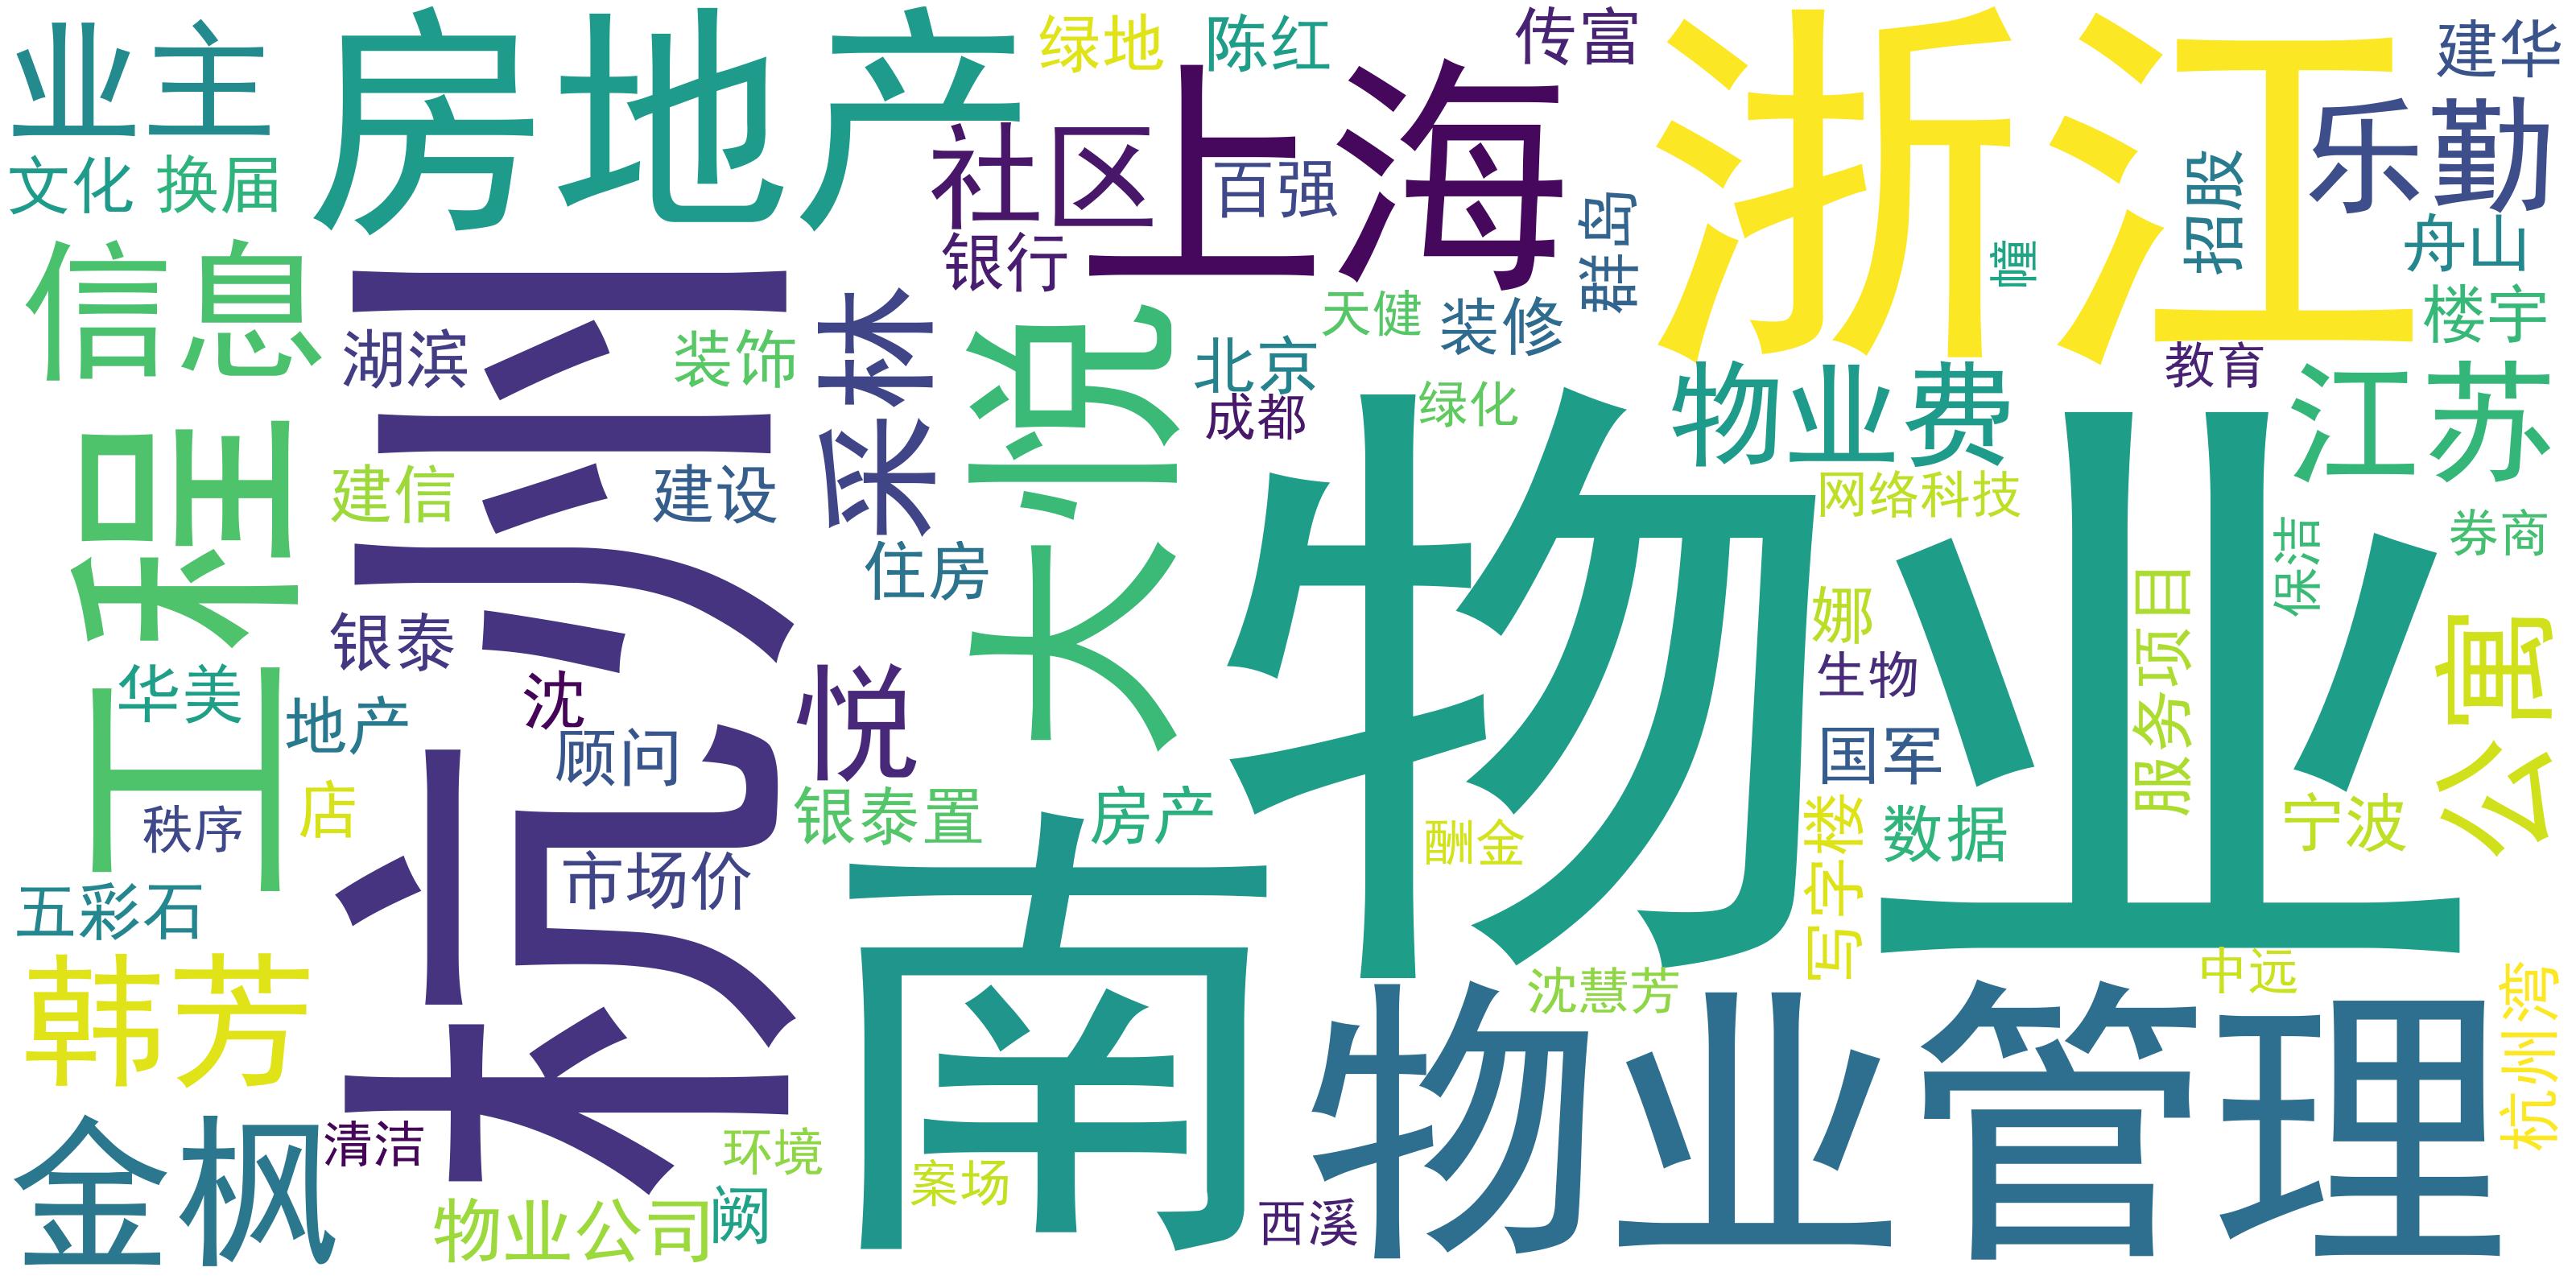 业主
房地产
绿地
陈红
传富
浙江
建华
乐勤
文化
换届
社区
上海
百强
群岛
招股
舟山
信息
银行
天健
装修
幢
楼宇
杭州
湖滨
装饰
采林
大悦
北京
成都
绿化
物业费
教育
江苏
工程
建信
建设
住房
物业
网络科技
保洁
券商
银泰
娜
服务项目
公寓
华美
沈
悦
生物
地产
顾问
国军
店
秩序
银泰置
房产
酬金
写字楼
数据
宁波
市场价
南
五彩石
韩芳
沈慧芳
中远
杭州湾
物业管理
金枫
清洁
环境
案场
物业公司
阙
西溪